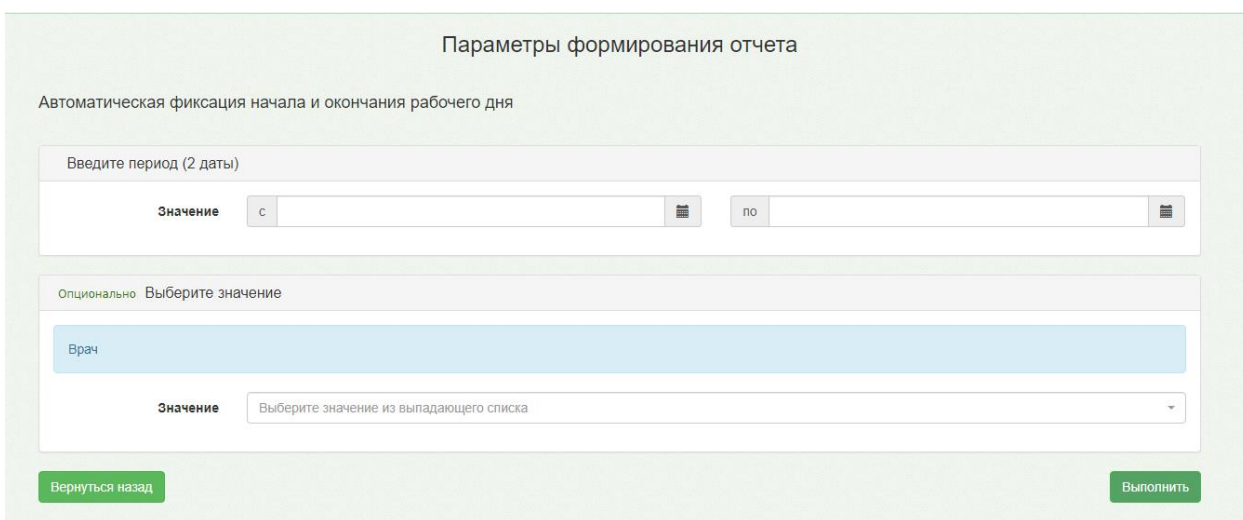 Параметры формирования отчета
Автоматическая фиксация начала и окончания рабочего дня
Введите период (2 даты)
Значение с по
Опционально Выберите значение
Врач
Значение Выберите значение из выпадающего списка
Вернуться назад Выполнить